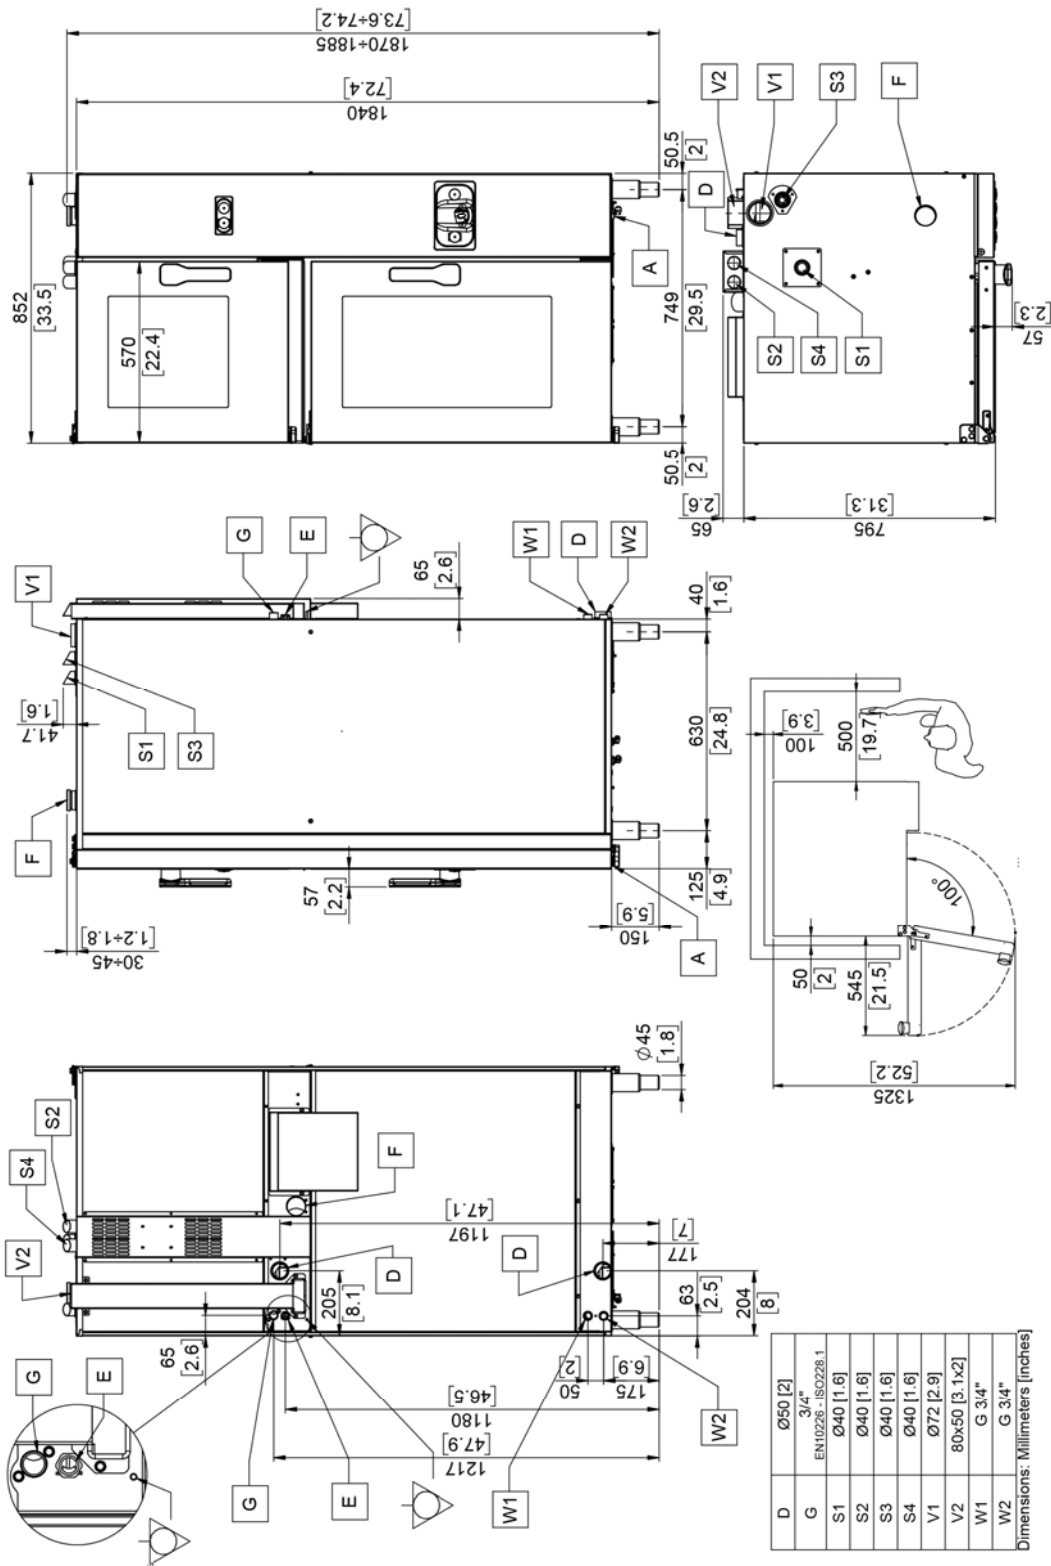 G
E
65
[2.6]
G
E
1217
[47.9]
1180
[46.5]
W1
W2
175
[6.9]
50
[2]
V2
S4
S2
205
[8.1]
D
F
1197
[47.1]
D
177
[7]
63
[2.5]
204
[8]
Ø45
[1.8]
F
V1
41.7
[1.6]
S1
S3
30÷45
[1.2÷1.8]
57
[2.2]
G
E
65
[2.6]
W1
D
W2
40
[1.6]
630
[24.8]
125
[4.9]
150
[5.9]
A
852
[33.5]
570
[22.4]
1870÷1885
[73.6÷74.2]
1840
[72.4]
50.5
[2]
749
[29.5]
50.5
[2]
A
D
V2
V1
S3
F
S2
S4
S1
65
[2.6]
795
[31.3]
57
[2.3]
100
[3.9]
500
[19.7]
100°
50
[2]
545
[21.5]
1325
[52.2]
D Ø50 [2]
G 3/4"
EN10226 - ISO228.1
S1 Ø40 [1.6]
S2 Ø40 [1.6]
S3 Ø40 [1.6]
S4 Ø40 [1.6]
V1 Ø72 [2.9]
V2 80x50 [3.1x2]
W1 G 3/4"
W2 G 3/4"
Dimensions: Millimeters [inches]